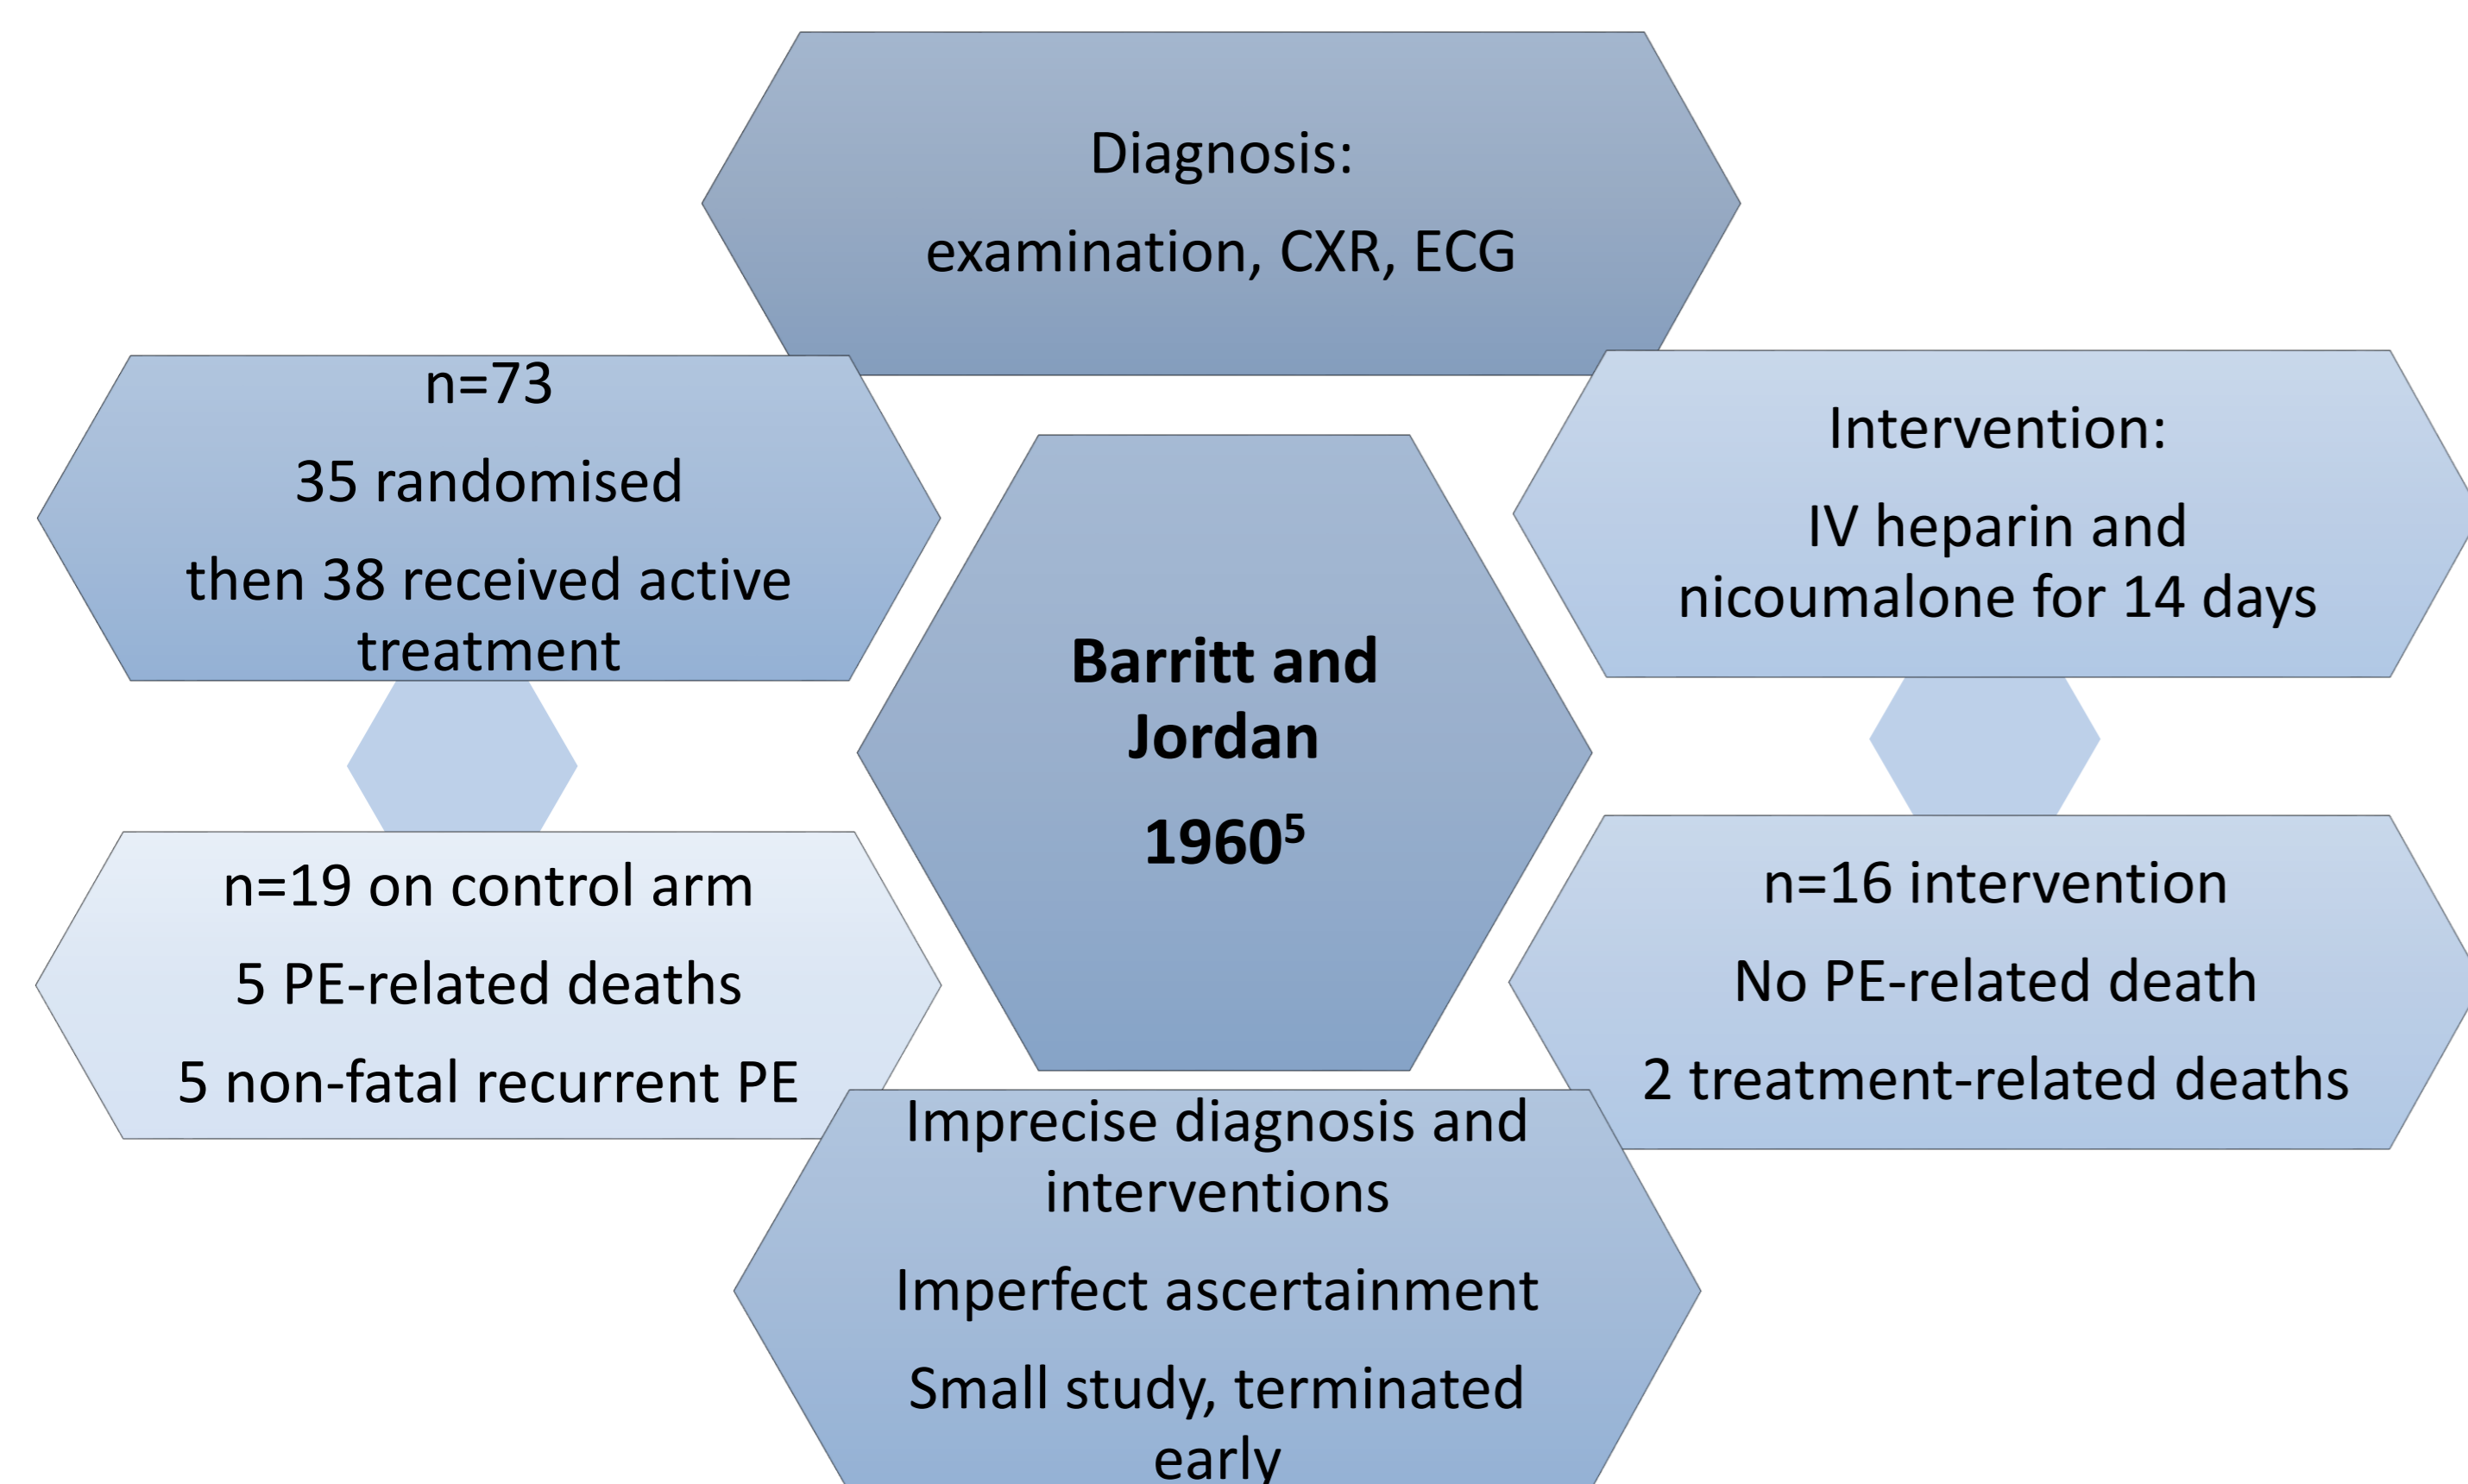 Diagnosis:
examination, CXR, ECG
n=73
35 randomised
then 38 received active
treatment
Intervention:
IV heparin and
nicoumalone for 14 days
Barritt and
Jordan
1960⁵
n=19 on control arm
5 PE-related deaths
5 non-fatal recurrent PE
n=16 intervention
No PE-related death
2 treatment-related deaths
Imprecise diagnosis and
interventions
Imperfect ascertainment
Small study, terminated
early